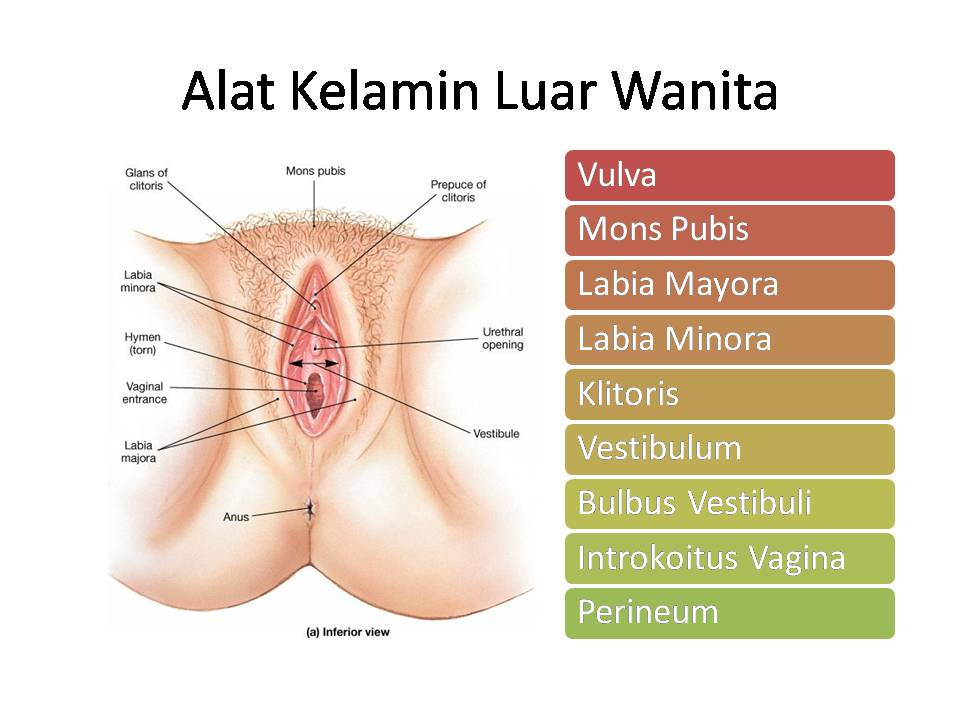 Alat Kelamin Luar Wanita
Glans of
clitoris
Mons pubis
Prepuce of
clitoris
Labia
minora
Hymen
(torn)
Urethral
opening
Vaginal
entrance
Labia
majora
Vestibule
Anus
(a) Inferior view
Vulva
Mons Pubis
Labia Mayora
Labia Minora
Klitoris
Vestibulum
Bulbus Vestibuli
Introkoitus Vagina
Perineum